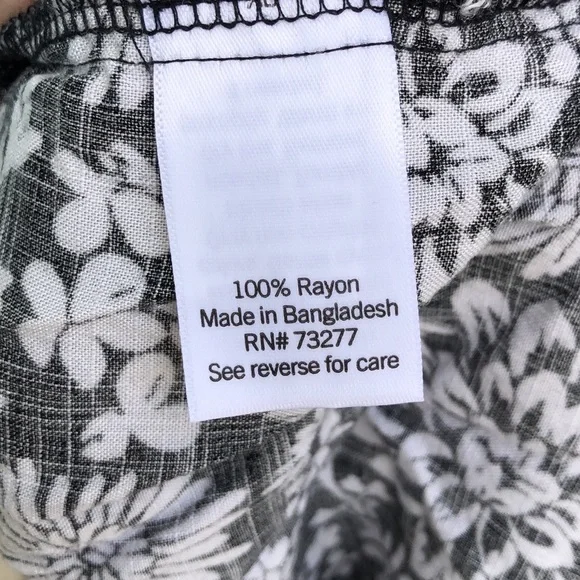 100% Rayon
Made in Bangladesh
RN# 73277
See reverse for care